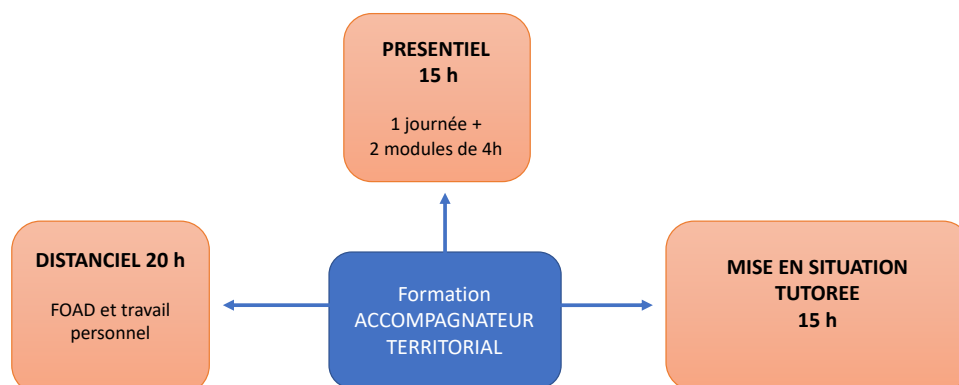 PRESENTIEL
15 h
1 journée +
2 modules de 4h
DISTANCIEL 20 h
FOAD et travail
personnel
Formation
ACCOMPAGNATEUR
TERRITORIAL
MISE EN SITUATION
TUTOREE
15 h